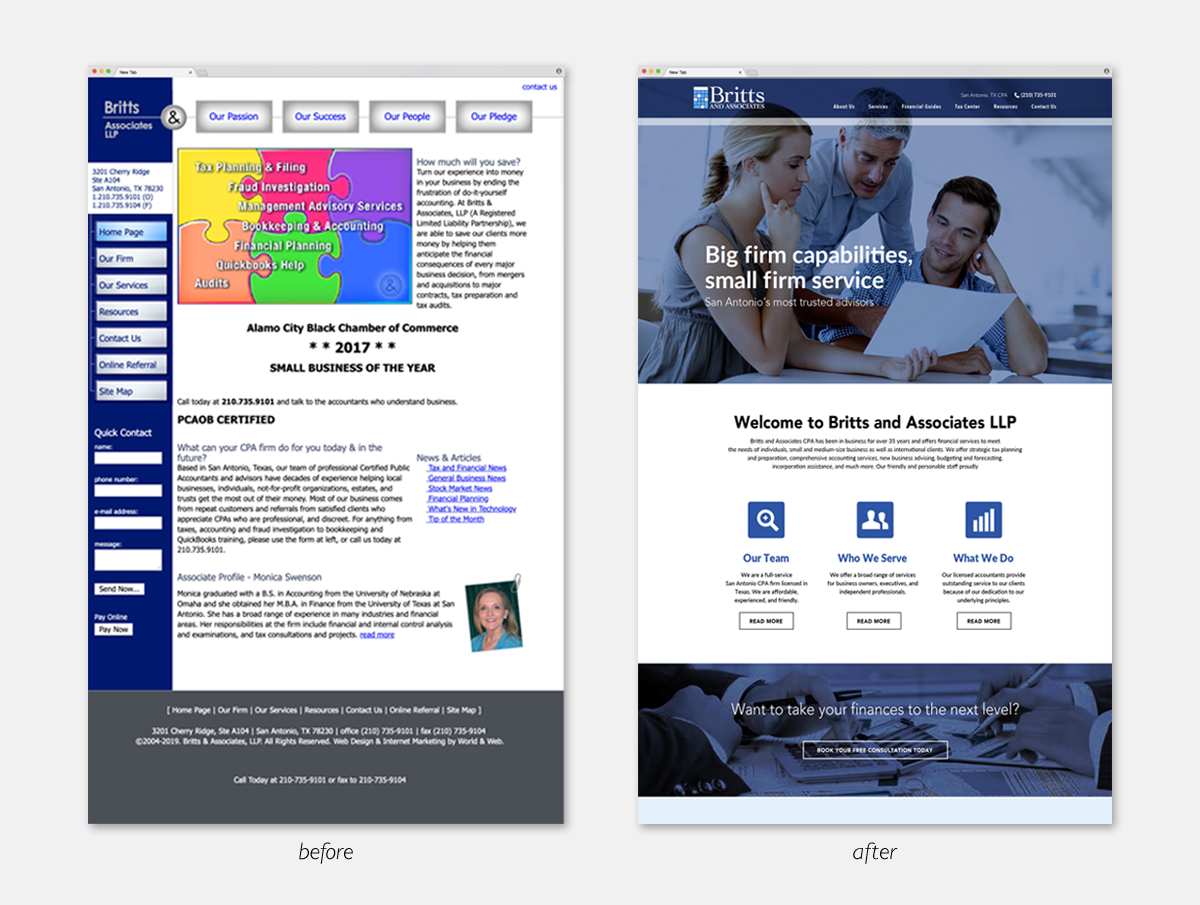 New Tab
contact us
Britts
&
Associates
LLP
Our Passion
Our Success
Our People
Our Pledge
3201 Cherry Ridge
Ste A104
San Antonio, TX 78230
1.210.735.9101 (O)
1.210.735.9104 (F)
Home Page
Our Firm
Our Services
Resources
Contact Us
Online Referral
Site Map
Quick Contact
name:
phone number:
e-mail address:
message:
Send Now...
Pay Online
Pay Now
Tax Planning & Filing
Fraud Investigation
Management Advisory Services
Bookkeeping & Accounting
Financial Planning
Quickbooks Help
Audits
&
How much will you save?
Turn our experience into money
in your business by ending the
frustration of do-it-yourself
accounting. At Britts &
Associates, LLP (A Registered
Limited Liability Partnership), we
are able to save our clients more
money by helping them
anticipate the financial
consequences of every major
business decision, from mergers
and acquisitions to major
contracts, tax preparation and
tax audits.
Alamo City Black Chamber of Commerce
* * 2017 * *
SMALL BUSINESS OF THE YEAR
Call today at 210.735.9101 and talk to the accountants who understand business.
PCAOB CERTIFIED
What can your CPA firm do for you today & in the
future?
Based in San Antonio, Texas, our team of professional Certified Public
Accountants and advisors have decades of experience helping local
businesses, individuals, not-for-profit organizations, estates, and
trusts get the most out of their money. Most of our business comes
from repeat customers and referrals from satisfied clients who
appreciate CPAs who are professional, and discreet. For anything from
taxes, accounting and fraud investigation to bookkeeping and
QuickBooks training, please use the form at left, or call us today at
210.735.9101.
News & Articles
Tax and Financial News
General Business News
Stock Market News
Financial Planning
What's New in Technology
Tip of the Month
Associate Profile - Monica Swenson
Monica graduated with a B.S. in Accounting from the University of Nebraska at
Omaha and she obtained her M.B.A. in Finance from the University of Texas at San
Antonio. She has a broad range of experience in many industries and financial
areas. Her responsibilities at the firm include financial and internal control analysis
and examinations, and tax consultations and projects. read more
[ Home Page | Our Firm | Our Services | Resources | Contact Us | Online Referral | Site Map ]
3201 Cherry Ridge, Ste A104 | San Antonio, TX 78230 | office (210) 735-9101 | fax (210) 735-9104
©2004-2019. Britts & Associates, LLP. All Rights Reserved. Web Design & Internet Marketing by World & Web.
Call Today at 210-735-9101 or fax to 210-735-9104
before
New Tab
Britts
AND ASSOCIATES
San Antonio, TX CPA (210) 735-9101
About Us
Services
Financial Guides
Tax Center
Resources
Contact Us
Big firm capabilities,
small firm service
San Antonio's most trusted advisors
Welcome to Britts and Associates LLP
Britts and Associates CPA has been in business for over 35 years and offers financial services to meet
the needs of individuals, small and medium-size business as well as international clients. We offer strategic tax planning
and preparation, comprehensive accounting services, new business advising, budgeting and forecasting,
incorporation assistance, and much more. Our friendly and personable staff proudly
Our Team
We are a full-service
San Antonio CPA firm licensed in
Texas. We are affordable,
experienced, and friendly.
READ MORE
Who We Serve
We offer a broad range of services
for business owners, executives, and
independent professionals.
READ MORE
What We Do
Our licensed accountants provide
outstanding service to our clients
because of our dedication to our
underlying principles.
READ MORE
Want to take your finances to the next level?
BOOK YOUR FREE CONSULTATION TODAY
after